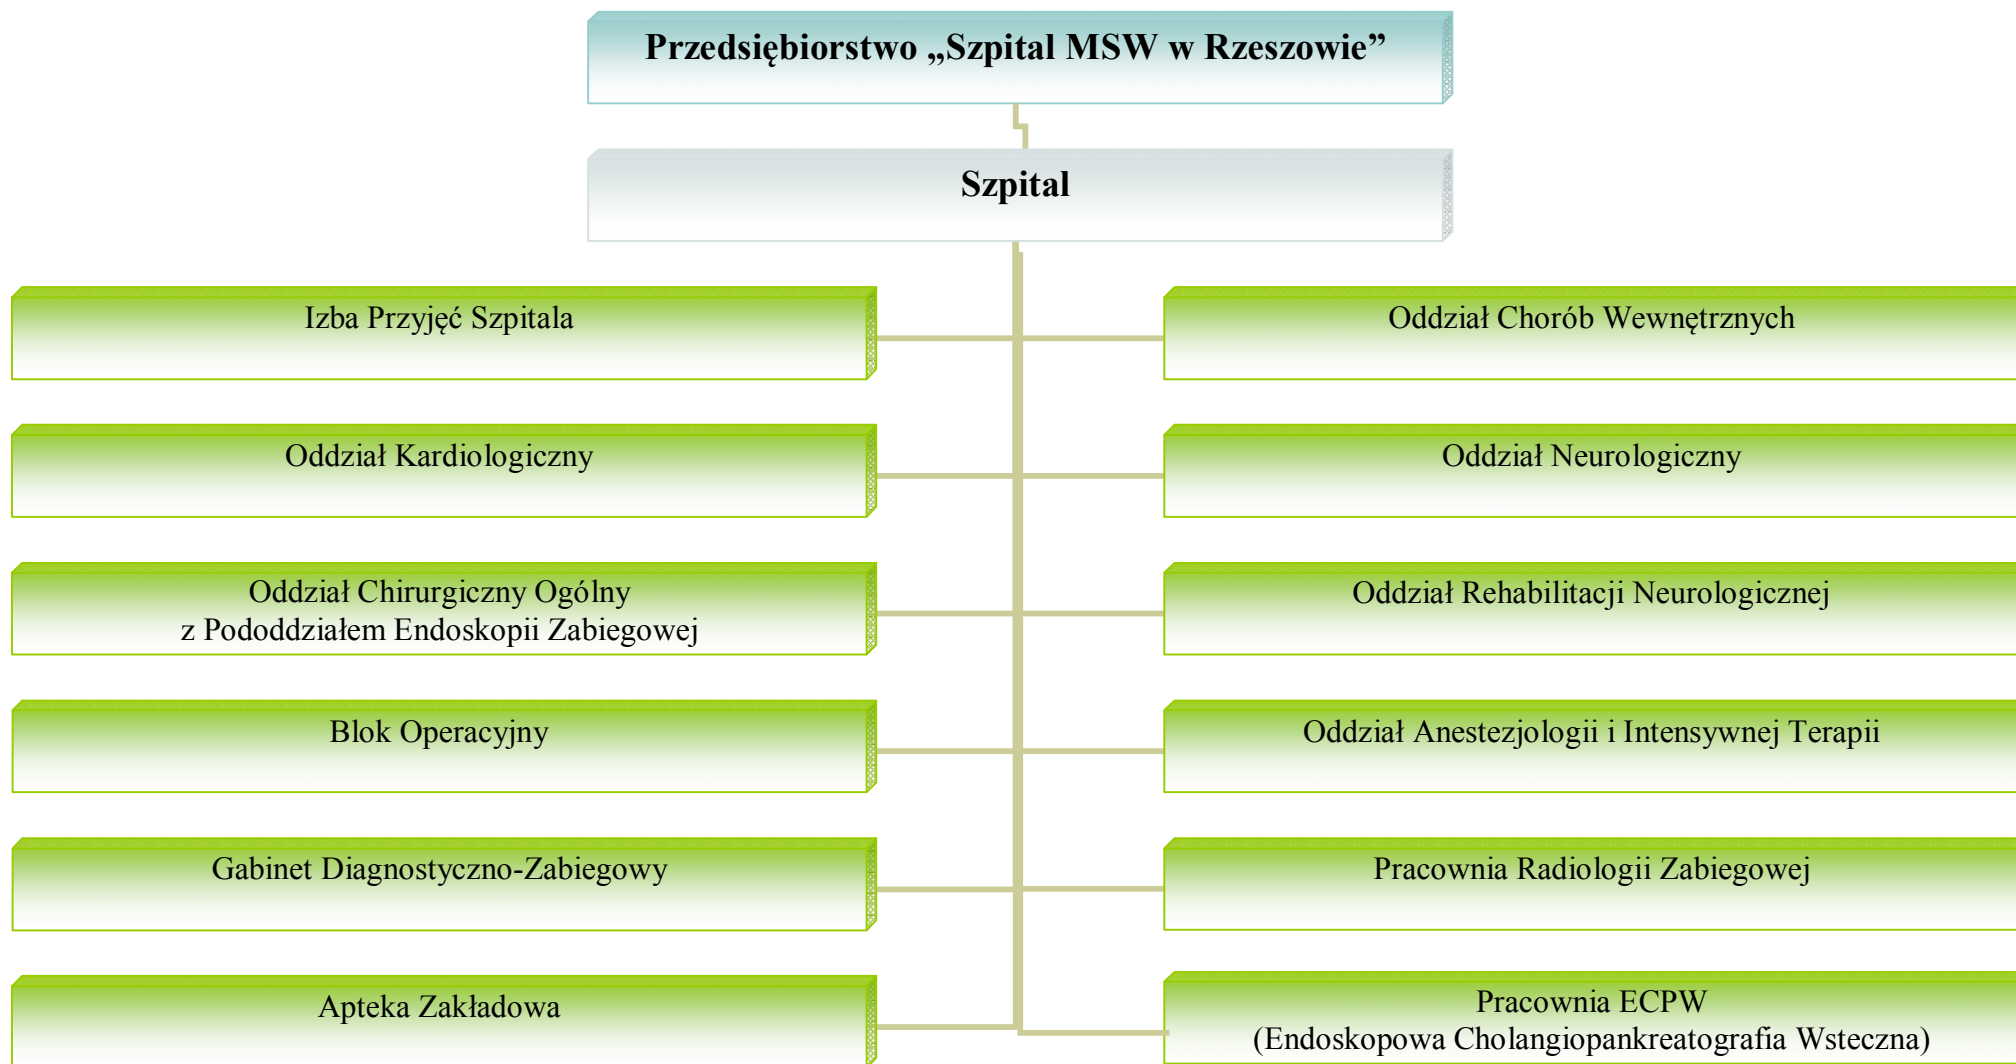 Przedsiębiorstwo „Szpital MSW w Rzeszowie”
Szpital
Izba Przyjęć Szpitala
Oddział Chorób Wewnętrznych
Oddział Kardiologiczny
Oddział Neurologiczny
Oddział Chirurgiczny Ogólny
z Pododdziałem Endoskopii Zabiegowej
Oddział Rehabilitacji Neurologicznej
Blok Operacyjny
Oddział Anestezjologii i Intensywnej Terapii
Gabinet Diagnostyczno-Zabiegowy
Pracownia Radiologii Zabiegowej
Apteka Zakładowa
Pracownia ECPW
(Endoskopowa Cholangiopankreatografia Wsteczna)